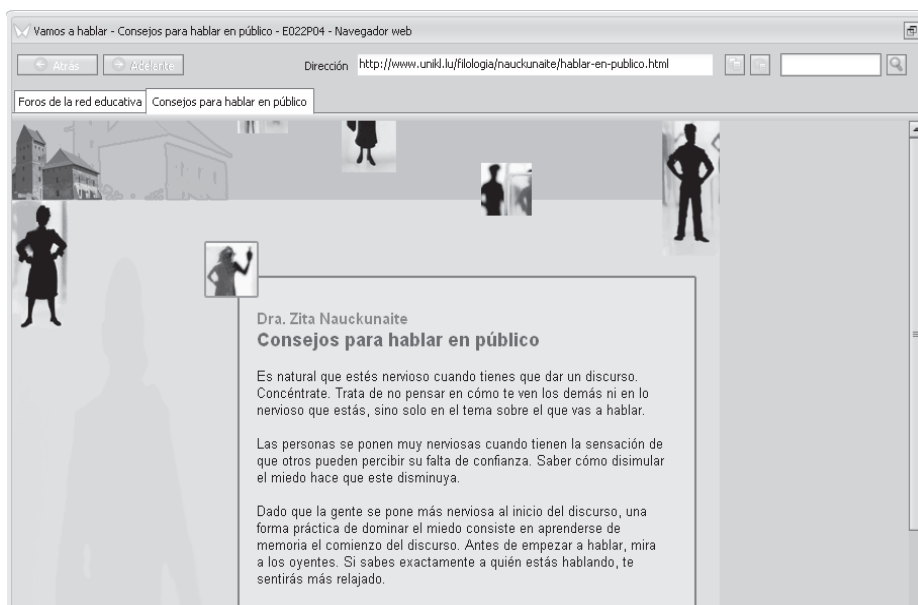 Vamos a hablar - Consejos para hablar en público - E022P04 - Navegador web
Atrás Adelante Dirección http://www.unikl.lu/filologia/nauckunaite/hablar-en-publico.html
Foros de la red educativa Consejos para hablar en público
Dra. Zita Nauckunaite
Consejos para hablar en público
Es natural que estés nervioso cuando tienes que dar un discurso.
Concéntrate. Trata de no pensar en cómo te ven los demás ni en lo
nervioso que estás, sino solo en el tema sobre el que vas a hablar.
Las personas se ponen muy nerviosas cuando tienen la sensación de
que otros pueden percibir su falta de confianza. Saber cómo disimular
el miedo hace que este disminuya.
Dado que la gente se pone más nerviosa al inicio del discurso, una
forma práctica de dominar el miedo consiste en aprenderse de
memoria el comienzo del discurso. Antes de empezar a hablar, mira
a los oyentes. Si sabes exactamente a quién estás hablando, te
sentirás más relajado.